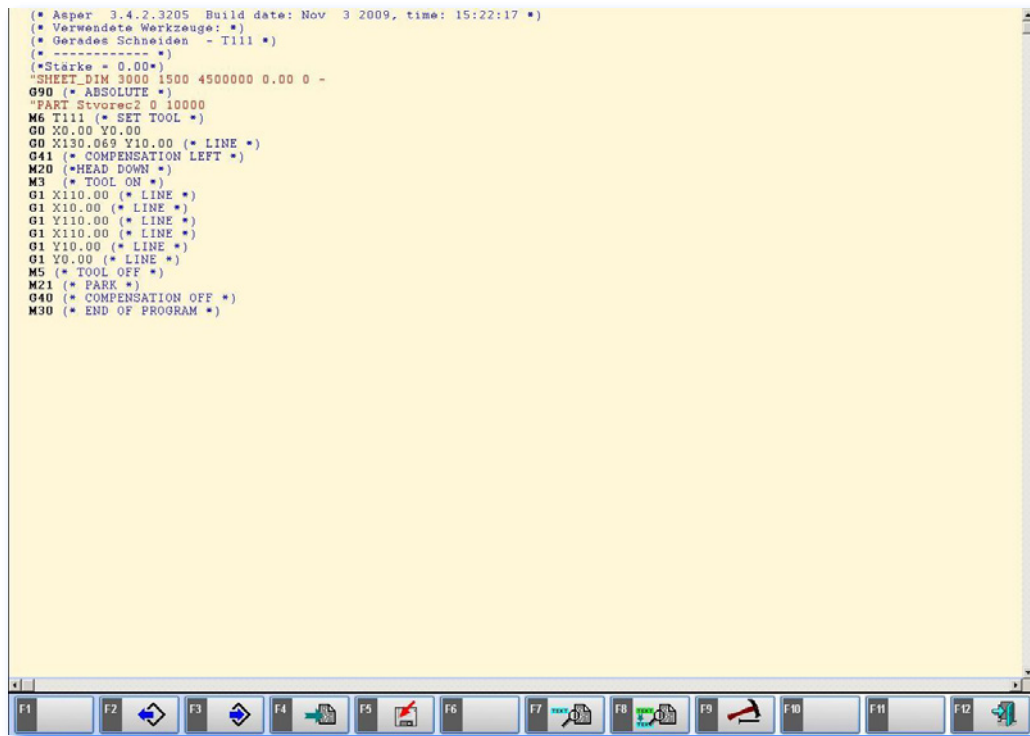 (* Asper 3.4.2.3205 Build date: Nov 3 2009, time: 15:22:17 *)
(* Verwendete Werkzeuge: *)
(* Gerades Schneiden - T111 *)
(* ------------ *)
(*Stärke = 0.00*)
"SHEET_DIM 3000 1500 4500000 0.00 0 -
G90 (* ABSOLUTE *)
"PART Stvorec2 0 10000
M6 T111 (* SET TOOL *)
G0 X0.00 Y0.00
G0 X130.069 Y10.00 (* LINE *)
G41 (* COMPENSATION LEFT *)
M20 (*HEAD DOWN *)
M3 (* TOOL ON *)
G1 X110.00 (* LINE *)
G1 X10.00 (* LINE *)
G1 Y110.00 (* LINE *)
G1 X110.00 (* LINE *)
G1 Y10.00 (* LINE *)
G1 Y0.00 (* LINE *)
M5 (* TOOL OFF *)
M21 (* PARK *)
G40 (* COMPENSATION OFF *)
M30 (* END OF PROGRAM *)
F1 F2 F3 F4 F5 F6 F7 TEXT F8 TEXT TEXT F9 F10 F11 F12